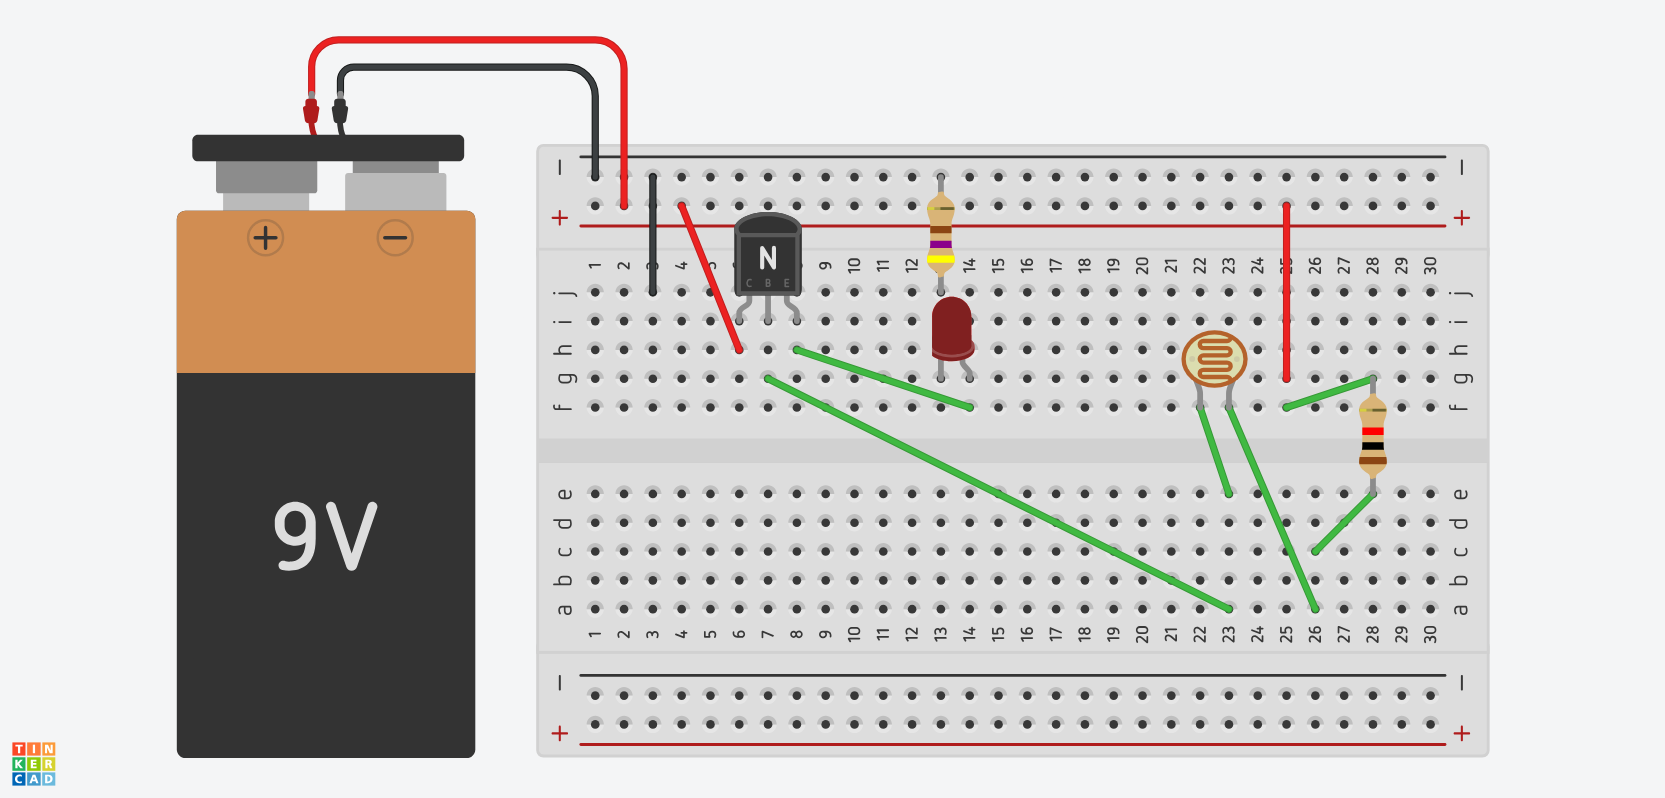 + −
9V
− −
+ +
1 2 3 4 5 6 9 10 11 12 13 14 15 16 17 18 19 20 21 22 23 24 25 26 27 28 29 30
N
C B E
j j
i i
h h
g g
f f
e e
d d
c c
b b
a a
1 2 3 4 5 6 7 8 9 10 11 12 13 14 15 16 17 18 19 20 21 22 23 24 25 26 27 28 29 30
− −
+ +
TIN
KER
CAD